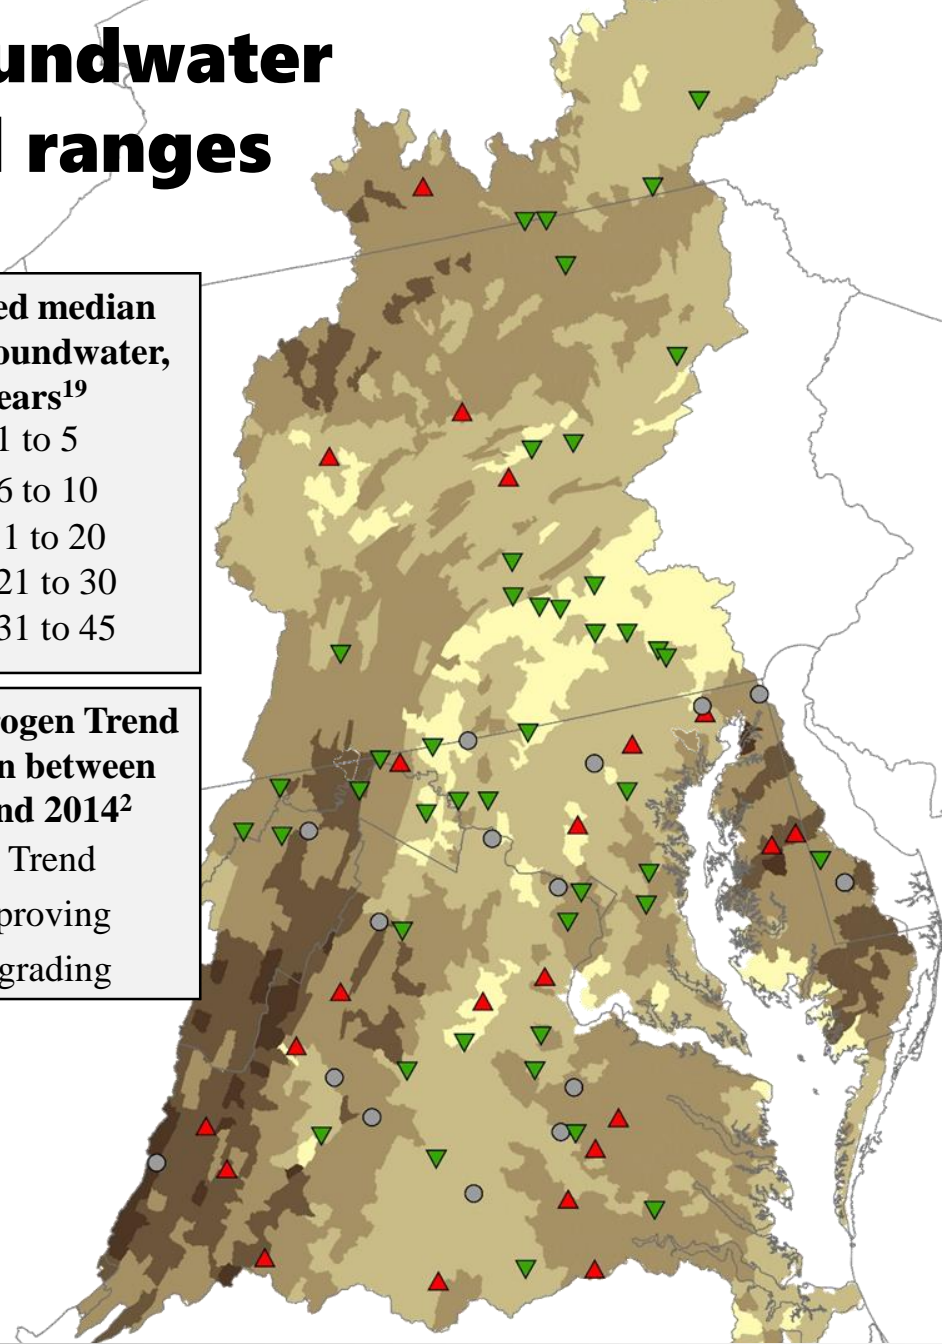 undwater
ranges
ed median
oundwater,
ears19
1 to 5
6 to 10
1 to 20
21 to 30
31 to 45
ogen Trend
n between
nd 20142
Trend
proving
grading